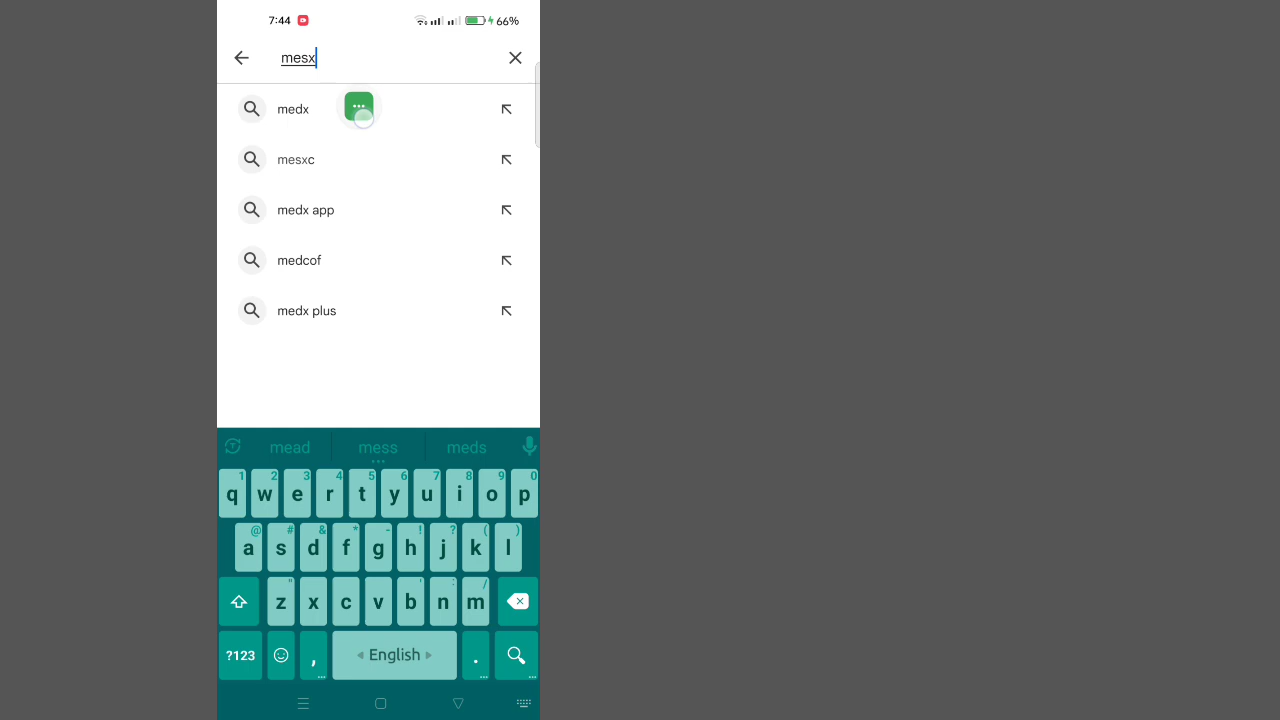 7:44 66%
mesx
medx
mesxc
medx app
medcof
medx plus
mead mess meds
1 2 3 4 5 6 7 8 9 0
q w e r t y u i o p
@ # & * - ! ? ( )
a s d f g h j k l
" ' : /
z x c v b n m
?123 , English .